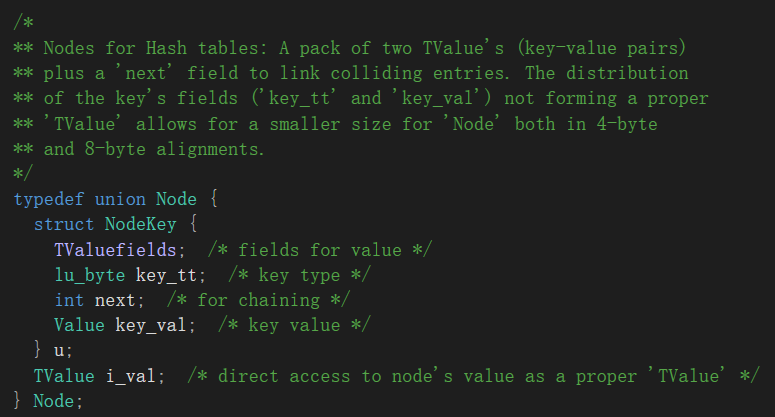 /*
** Nodes for Hash tables: A pack of two TValue's (key-value pairs)
** plus a 'next' field to link colliding entries. The distribution
** of the key's fields ('key_tt' and 'key_val') not forming a proper
** 'TValue' allows for a smaller size for 'Node' both in 4-byte
** and 8-byte alignments.
*/
typedef union Node {
  struct NodeKey {
    TValuefields;  /* fields for value */
    lu_byte key_tt;  /* key type */
    int next;  /* for chaining */
    Value key_val;  /* key value */
  } u;
  TValue i_val;  /* direct access to node's value as a proper 'TValue' */
} Node;